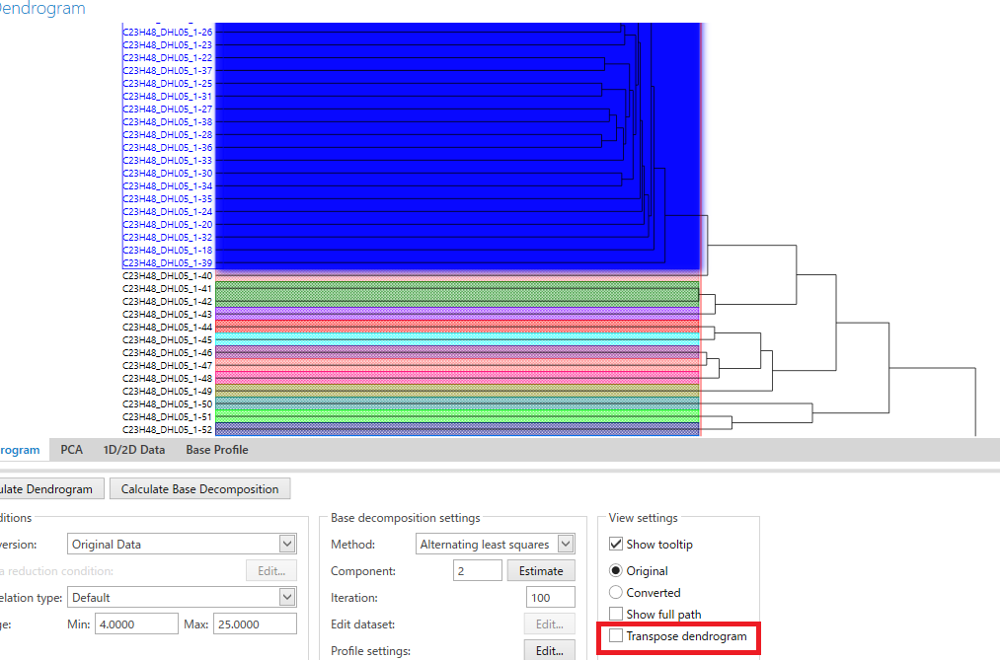 Dendrogram
C23H48_DHL05_1-26
C23H48_DHL05_1-23
C23H48_DHL05_1-22
C23H48_DHL05_1-37
C23H48_DHL05_1-25
C23H48_DHL05_1-31
C23H48_DHL05_1-27
C23H48_DHL05_1-38
C23H48_DHL05_1-28
C23H48_DHL05_1-36
C23H48_DHL05_1-33
C23H48_DHL05_1-30
C23H48_DHL05_1-34
C23H48_DHL05_1-35
C23H48_DHL05_1-24
C23H48_DHL05_1-20
C23H48_DHL05_1-32
C23H48_DHL05_1-18
C23H48_DHL05_1-39
C23H48_DHL05_1-40
C23H48_DHL05_1-41
C23H48_DHL05_1-42
C23H48_DHL05_1-43
C23H48_DHL05_1-44
C23H48_DHL05_1-45
C23H48_DHL05_1-46
C23H48_DHL05_1-47
C23H48_DHL05_1-48
C23H48_DHL05_1-49
C23H48_DHL05_1-50
C23H48_DHL05_1-51
C23H48_DHL05_1-52
rogram PCA 1D/2D Data Base Profile
ulate Dendrogram Calculate Base Decomposition
ditions
version: Original Data
a reduction condition: Edit...
elation type: Default
ge: Min: 4.0000 Max: 25.0000
Base decomposition settings
Method: Alternating least squares
Component: 2 Estimate
Iteration: 100
Edit dataset: Edit...
Profile settings: Edit...
View settings
Show tooltip
Original
Converted
Show full path
Transpose dendrogram